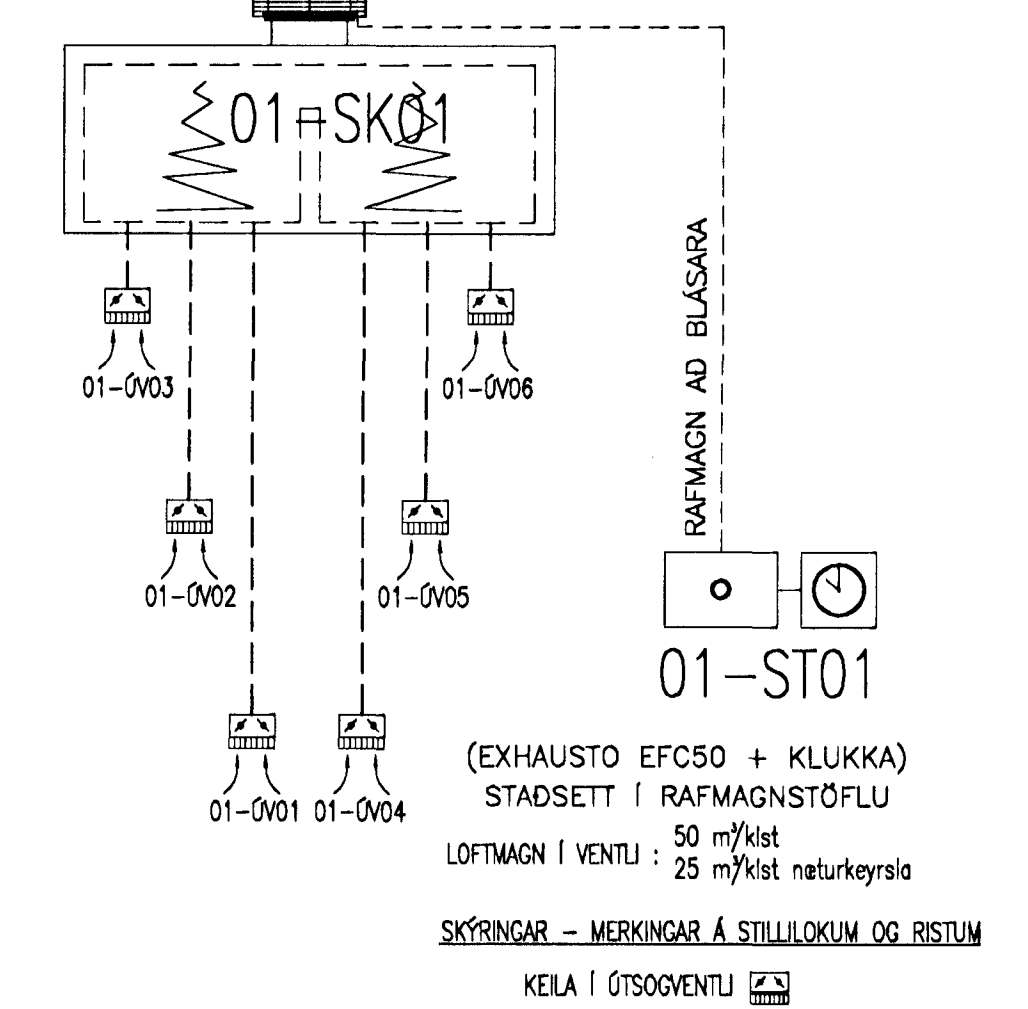 01-SK01
RAFMAGN AÐ BLÁSARA
01-ÚV03
01-ÚV06
01-ÚV02
01-ÚV05
01-ST01
01-ÚV01
01-ÚV04
(EXHAUSTO EFC50 + KLUKKA)
STAÐSETT Í RAFMAGNSTÖFLU
LOFTMAGN Í VENTLI :
50 m³/klst
25 m³/klst næturkeyrsla
SKÝRINGAR - MERKINGAR Á STILLILOKUM OG RISTUM
KEILA Í ÚTSOGVENTLI